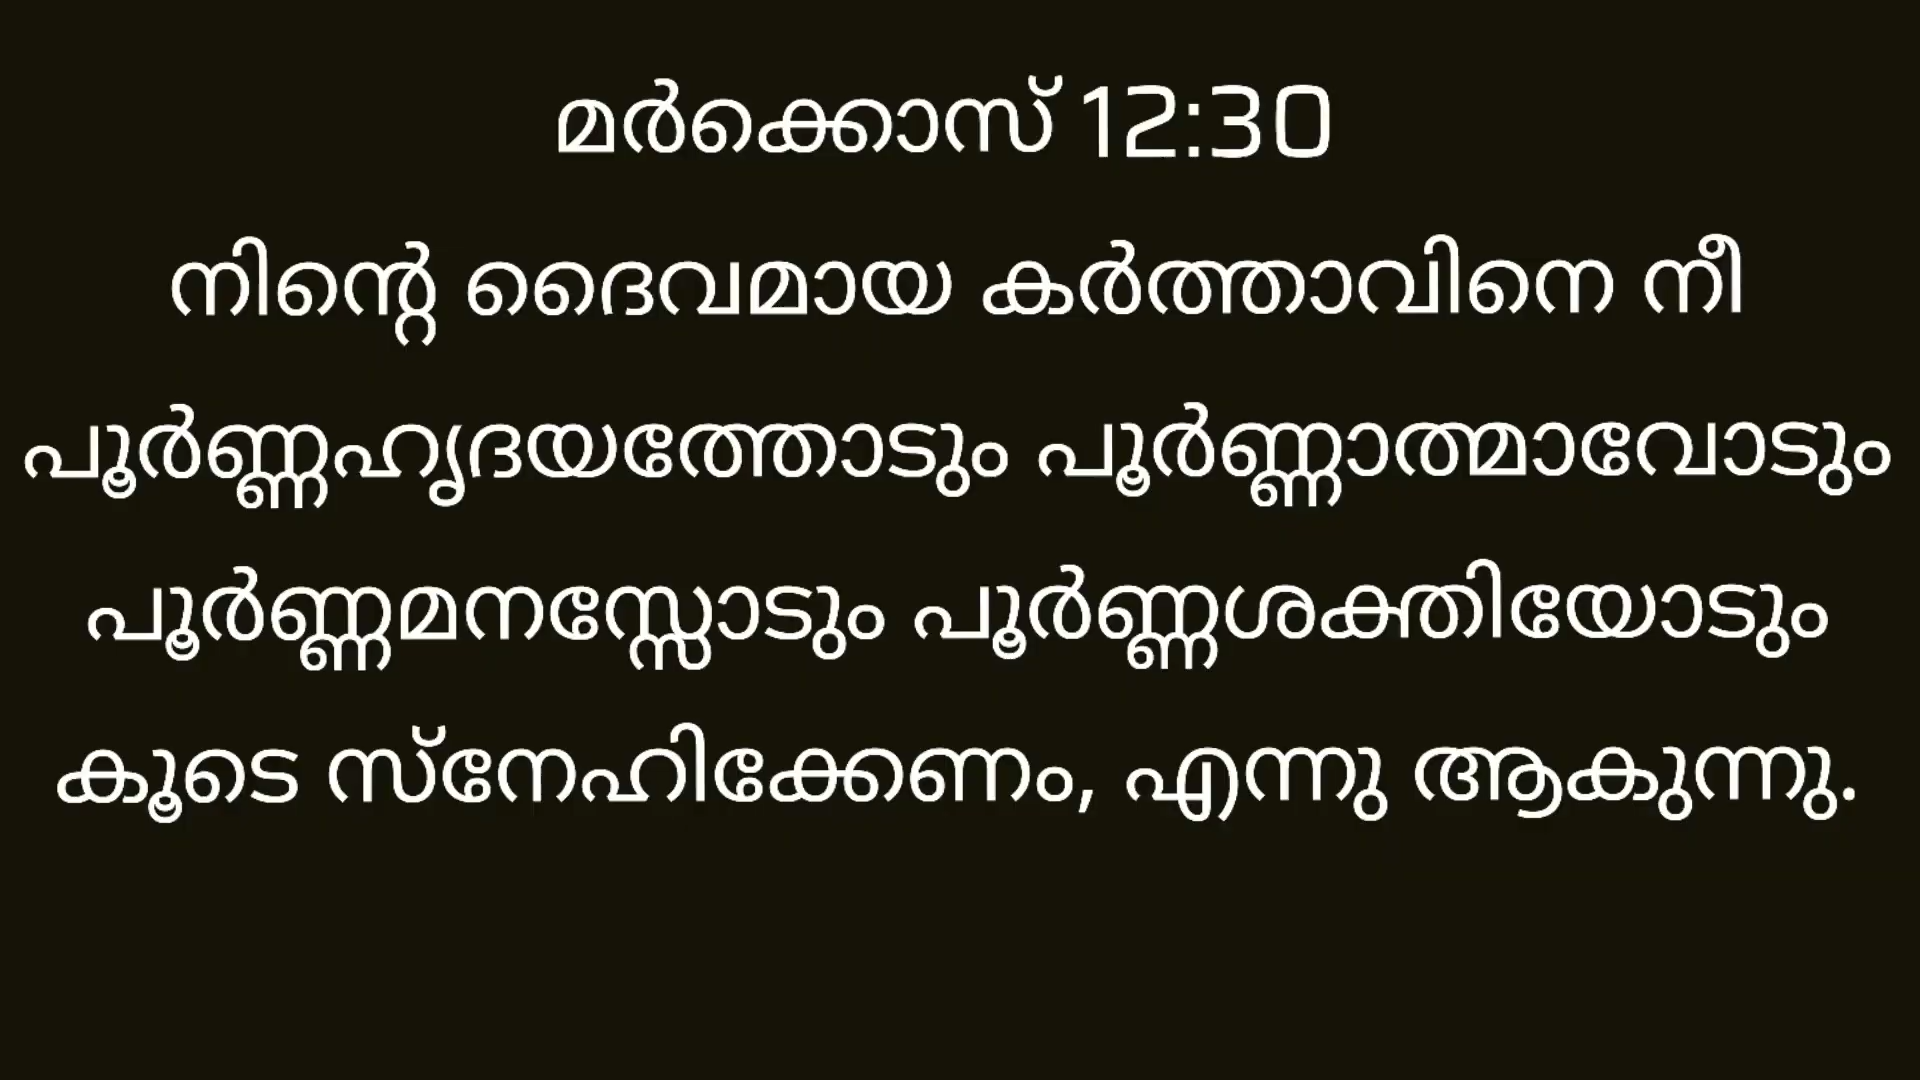 മർക്കൊസ് 12:30
നിന്റെ ദൈവമായ കർത്താവിനെ നീ
പൂർണ്ണഹൃദയത്തോടും പൂർണ്ണാത്മാവോടും
പൂർണ്ണമനസ്സോടും പൂർണ്ണശക്തിയോടും
കൂടെ സ്നേഹിക്കേണം, എന്നു ആകുന്നു.